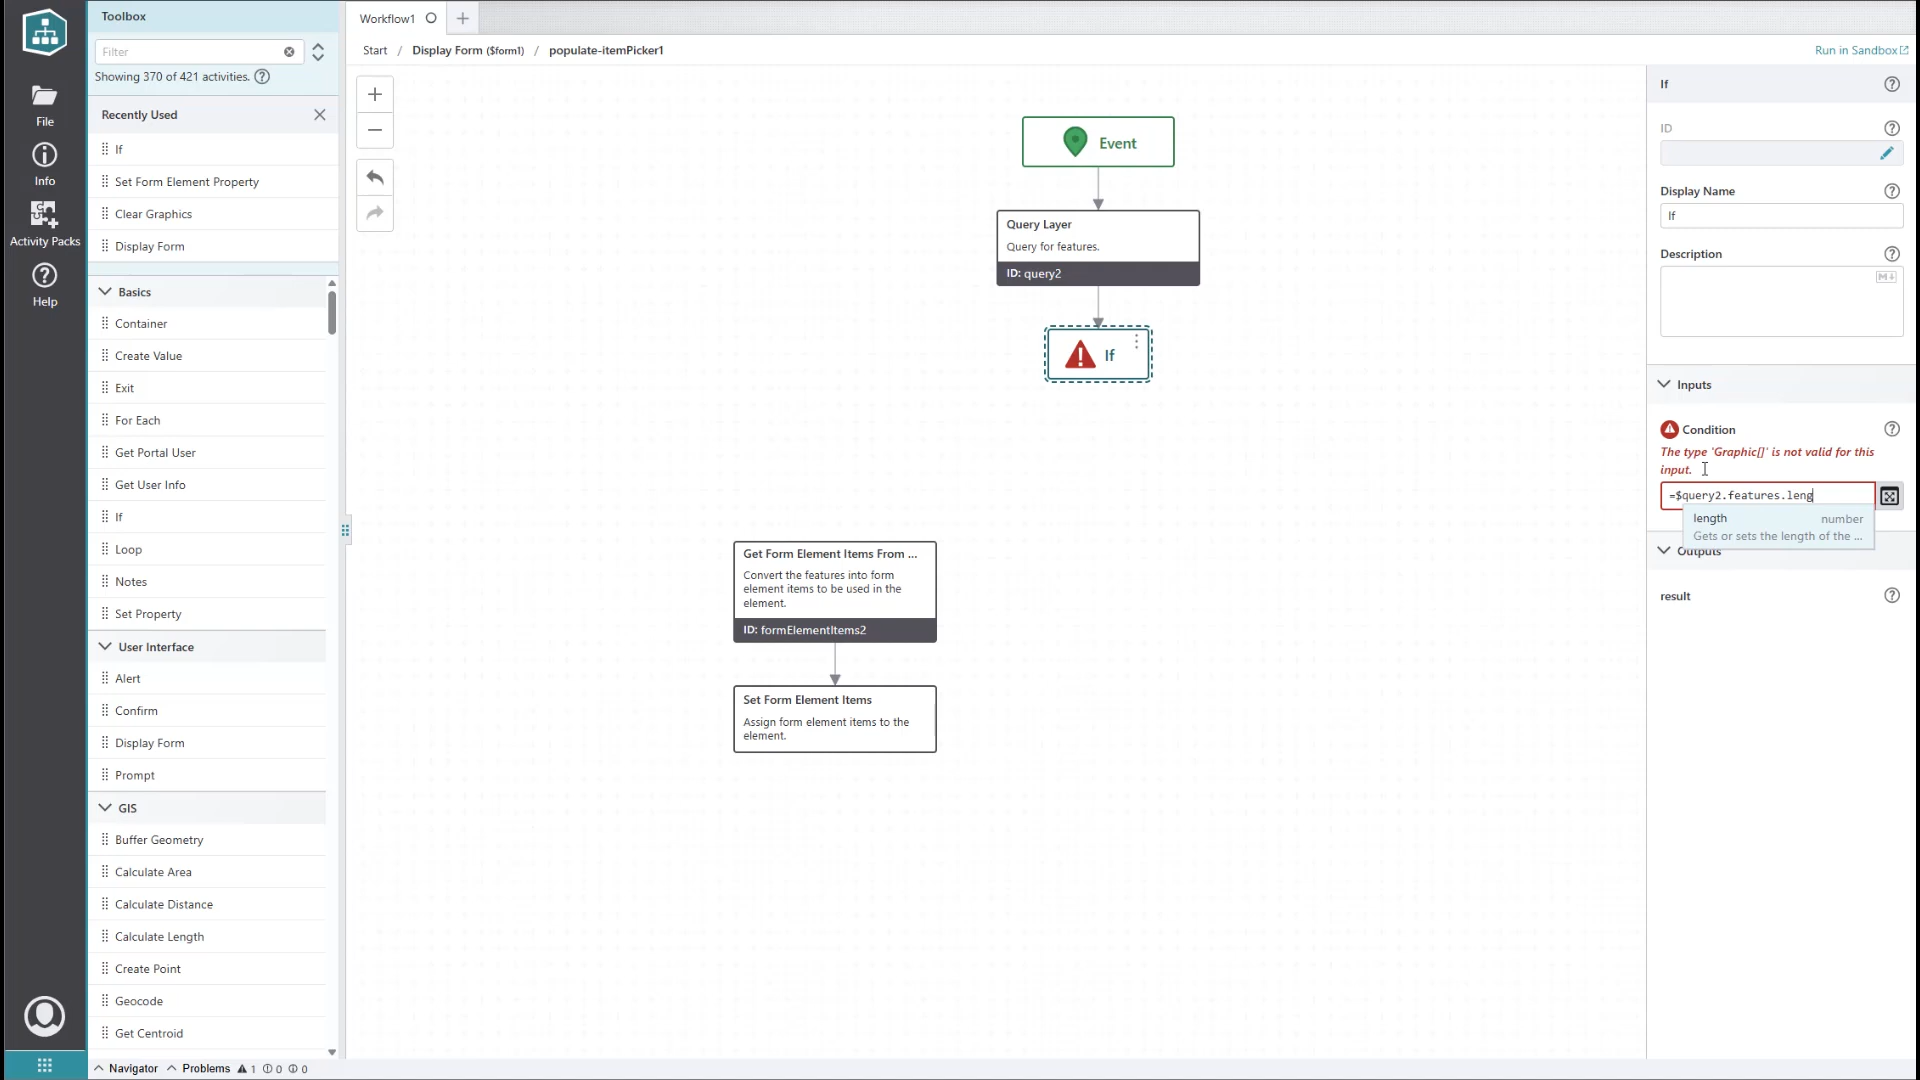 Toolbox
Filter
Showing 370 of 421 activities.
Recently Used
If
Set Form Element Property
Clear Graphics
Display Form
Basics
Container
Create Value
Exit
For Each
Get Portal User
Get User Info
If
Loop
Notes
Set Property
User Interface
Alert
Confirm
Display Form
Prompt
GIS
Buffer Geometry
Calculate Area
Calculate Distance
Calculate Length
Create Point
Geocode
Get Centroid
File
Info
Activity Packs
Help
Navigator
Problems
1
0
0
Workflow1
Start / Display Form ($form1) / populate-itemPicker1
Run in Sandbox
Event
Query Layer
Query for features.
ID: query2
If
Get Form Element Items From ...
Convert the features into form
element items to be used in the
element.
ID: formElementItems2
Set Form Element Items
Assign form element items to the
element.
If
ID
Display Name
If
Description
M
Inputs
Condition
The type 'Graphic[]' is not valid for this
input.
=$query2.features.leng
length number
Gets or sets the length of the ...
Outputs
result